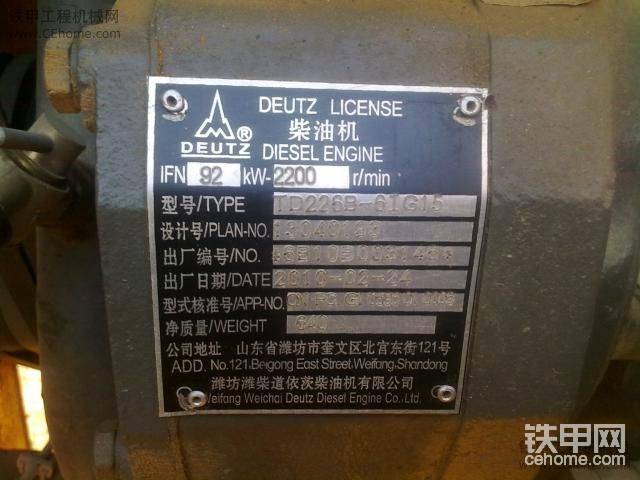 铁甲工程机械网
www.CEhome.com
DEUTZ LICENSE
柴油机
DEUTZ ®
DIESEL ENGINE
IFN 92 kW- 2200 r/min
型号/TYPE TD226B-6IG15
设计号/PLAN-NO.
出厂编号/NO.
出厂日期/DATE 2010-02-24
型式核准号/APP-NO.
净质量/WEIGHT 640
公司地址 山东省潍坊市奎文区北宫东街121号
ADD. No.121.Beigong East Street.Weifang.Shandong
潍坊潍柴道依茨柴油机有限公司
Weifang Weichai Deutz Diesel Engine Co.,Ltd.
铁甲网
cehome.com